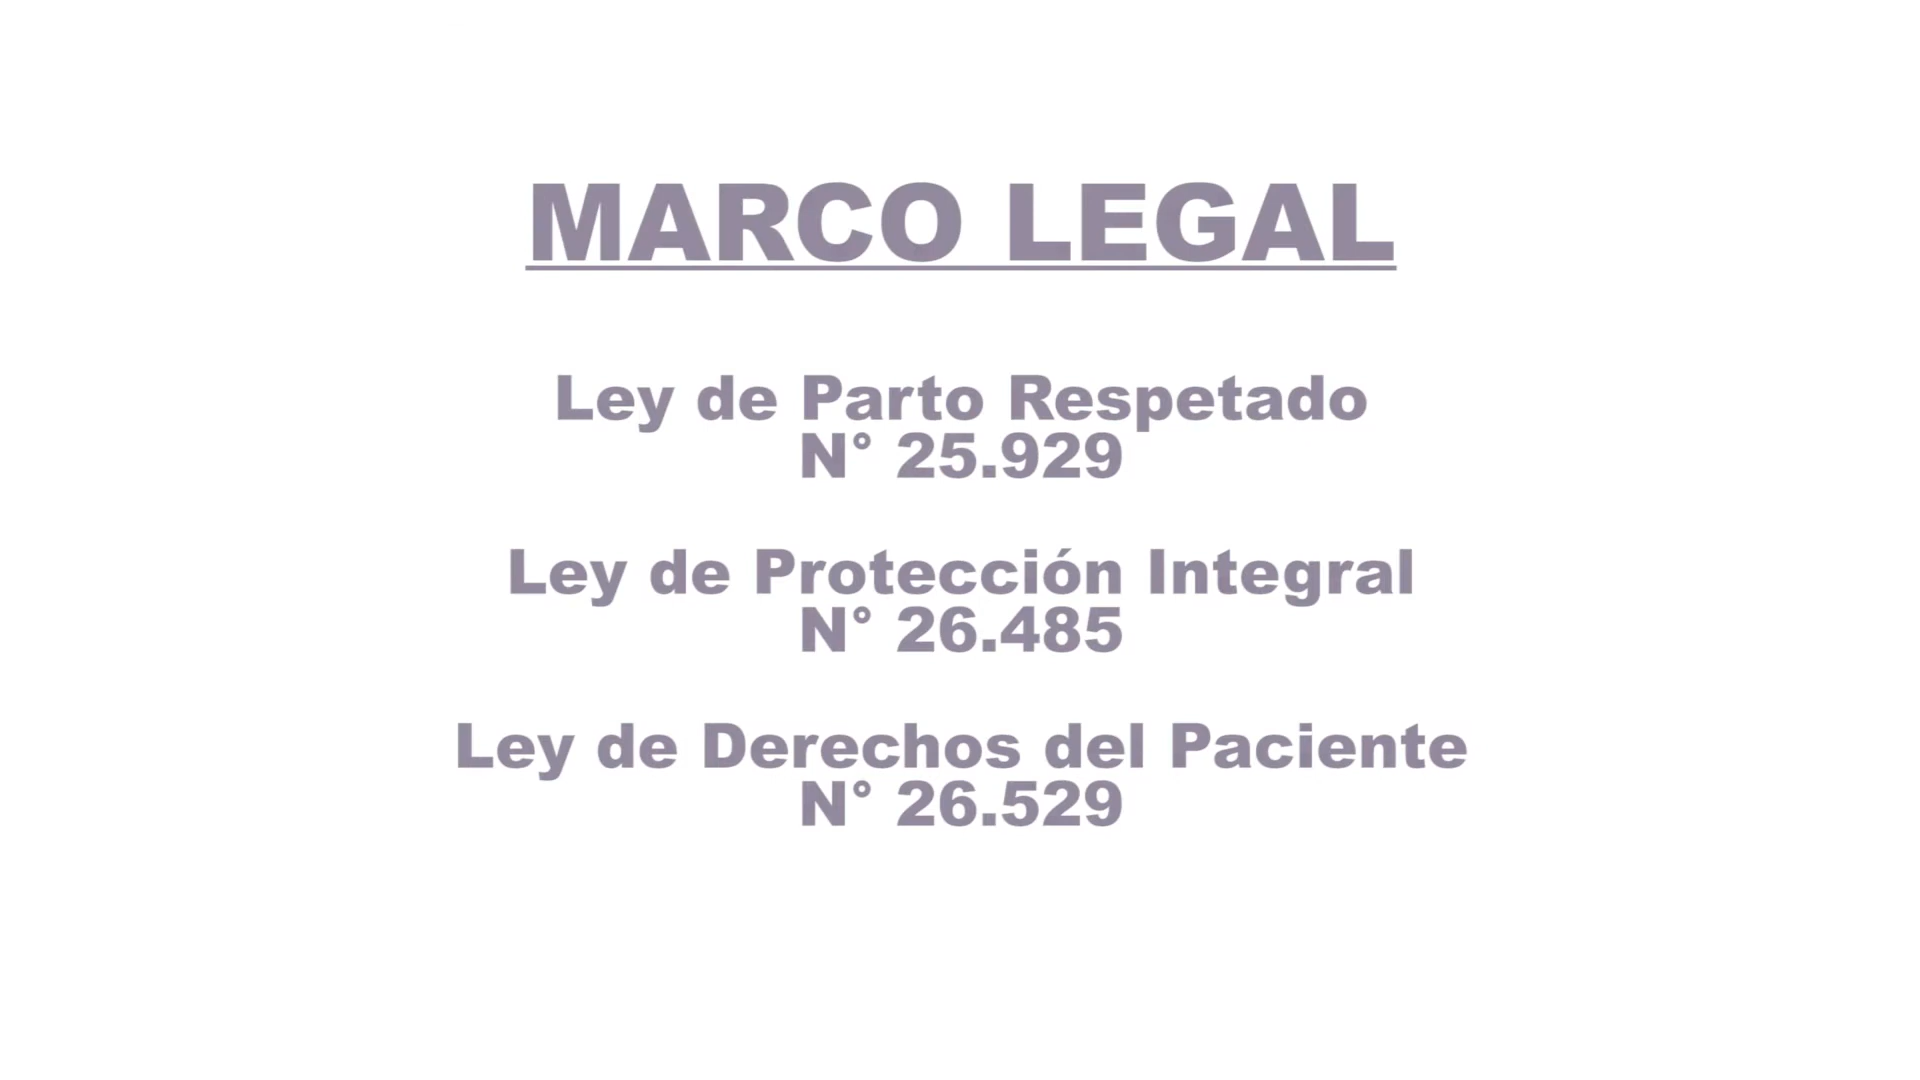 MARCO LEGAL
Ley de Parto Respetado
N° 25.929
Ley de Protección Integral
N° 26.485
Ley de Derechos del Paciente
N° 26.529